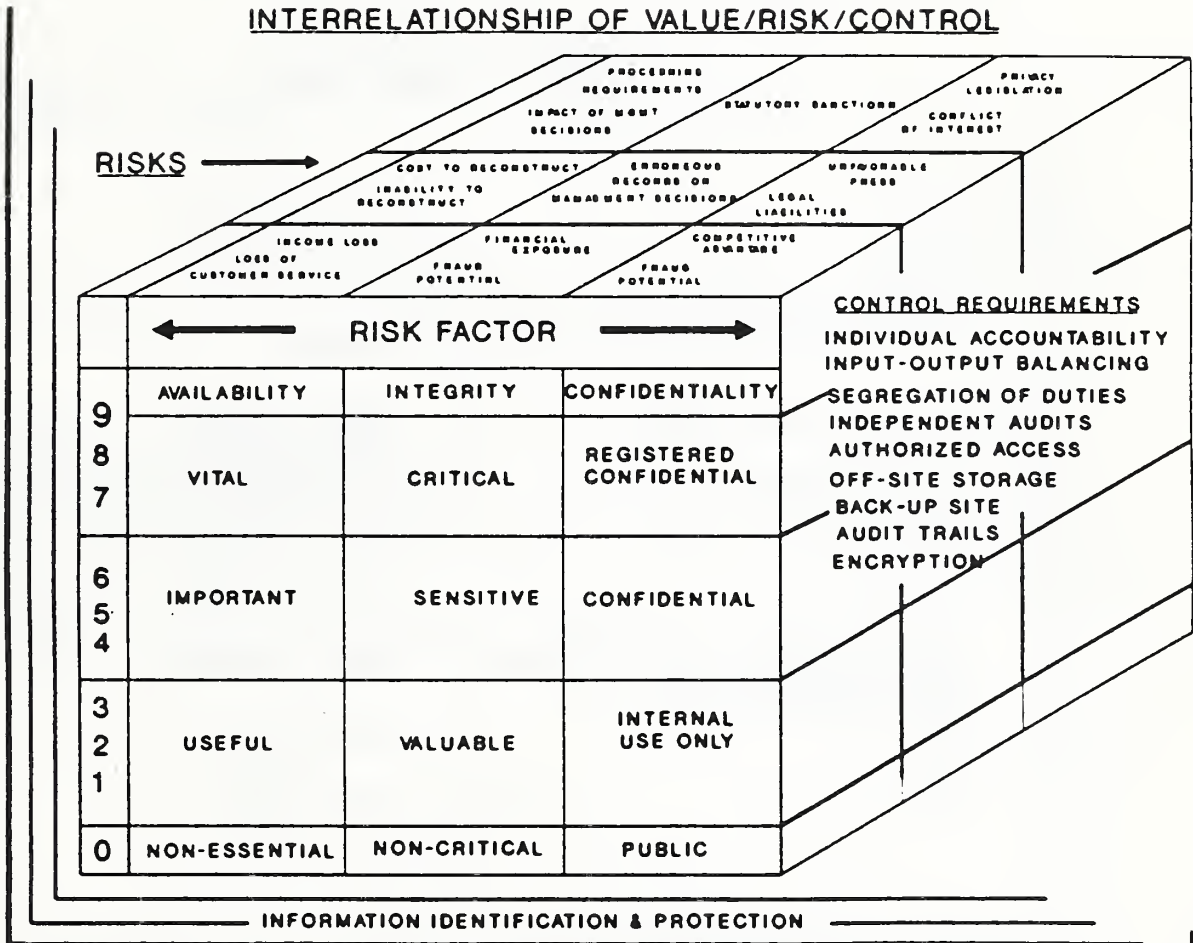 INTERRELATIONSHIP OF VALUE/RISK/CONTROL
PROCESSING
REQUIREMENTS
IMPACT OF MGMT
DECISIONS
STATUTORY SANCTIONS
PRIVACY
LEGISLATION
CONFLICT
OF INTEREST
RISKS
COST TO RECONSTRUCT
INABILITY TO
RECONSTRUCT
ERRONEOUS
RECORDS OR
MANAGMENT DECISIONS
UNFAVORABLE
PRESS
LEGAL
LIABILITIES
INCOME LOSS
LOSS OF
CUSTOMER SERVICE
FINANCIAL
EXPOSURE
FRAUD
POTENTIAL
COMPETITIVE
ADVANTAGE
FRAUD
POTENTIAL
RISK FACTOR
CONTROL REQUIREMENTS
INDIVIDUAL ACCOUNTABILITY
INPUT-OUTPUT BALANCING
SEGREGATION OF DUTIES
INDEPENDENT AUDITS
AUTHORIZED ACCESS
OFF-SITE STORAGE
BACK-UP SITE
AUDIT TRAILS
ENCRYPTION
AVAILABILITY INTEGRITY CONFIDENTIALITY
9
8
7
VITAL CRITICAL REGISTERED
CONFIDENTIAL
6
5
4
IMPORTANT SENSITIVE CONFIDENTIAL
3
2
1
USEFUL VALUABLE INTERNAL
USE ONLY
0 NON-ESSENTIAL NON-CRITICAL PUBLIC
INFORMATION IDENTIFICATION & PROTECTION